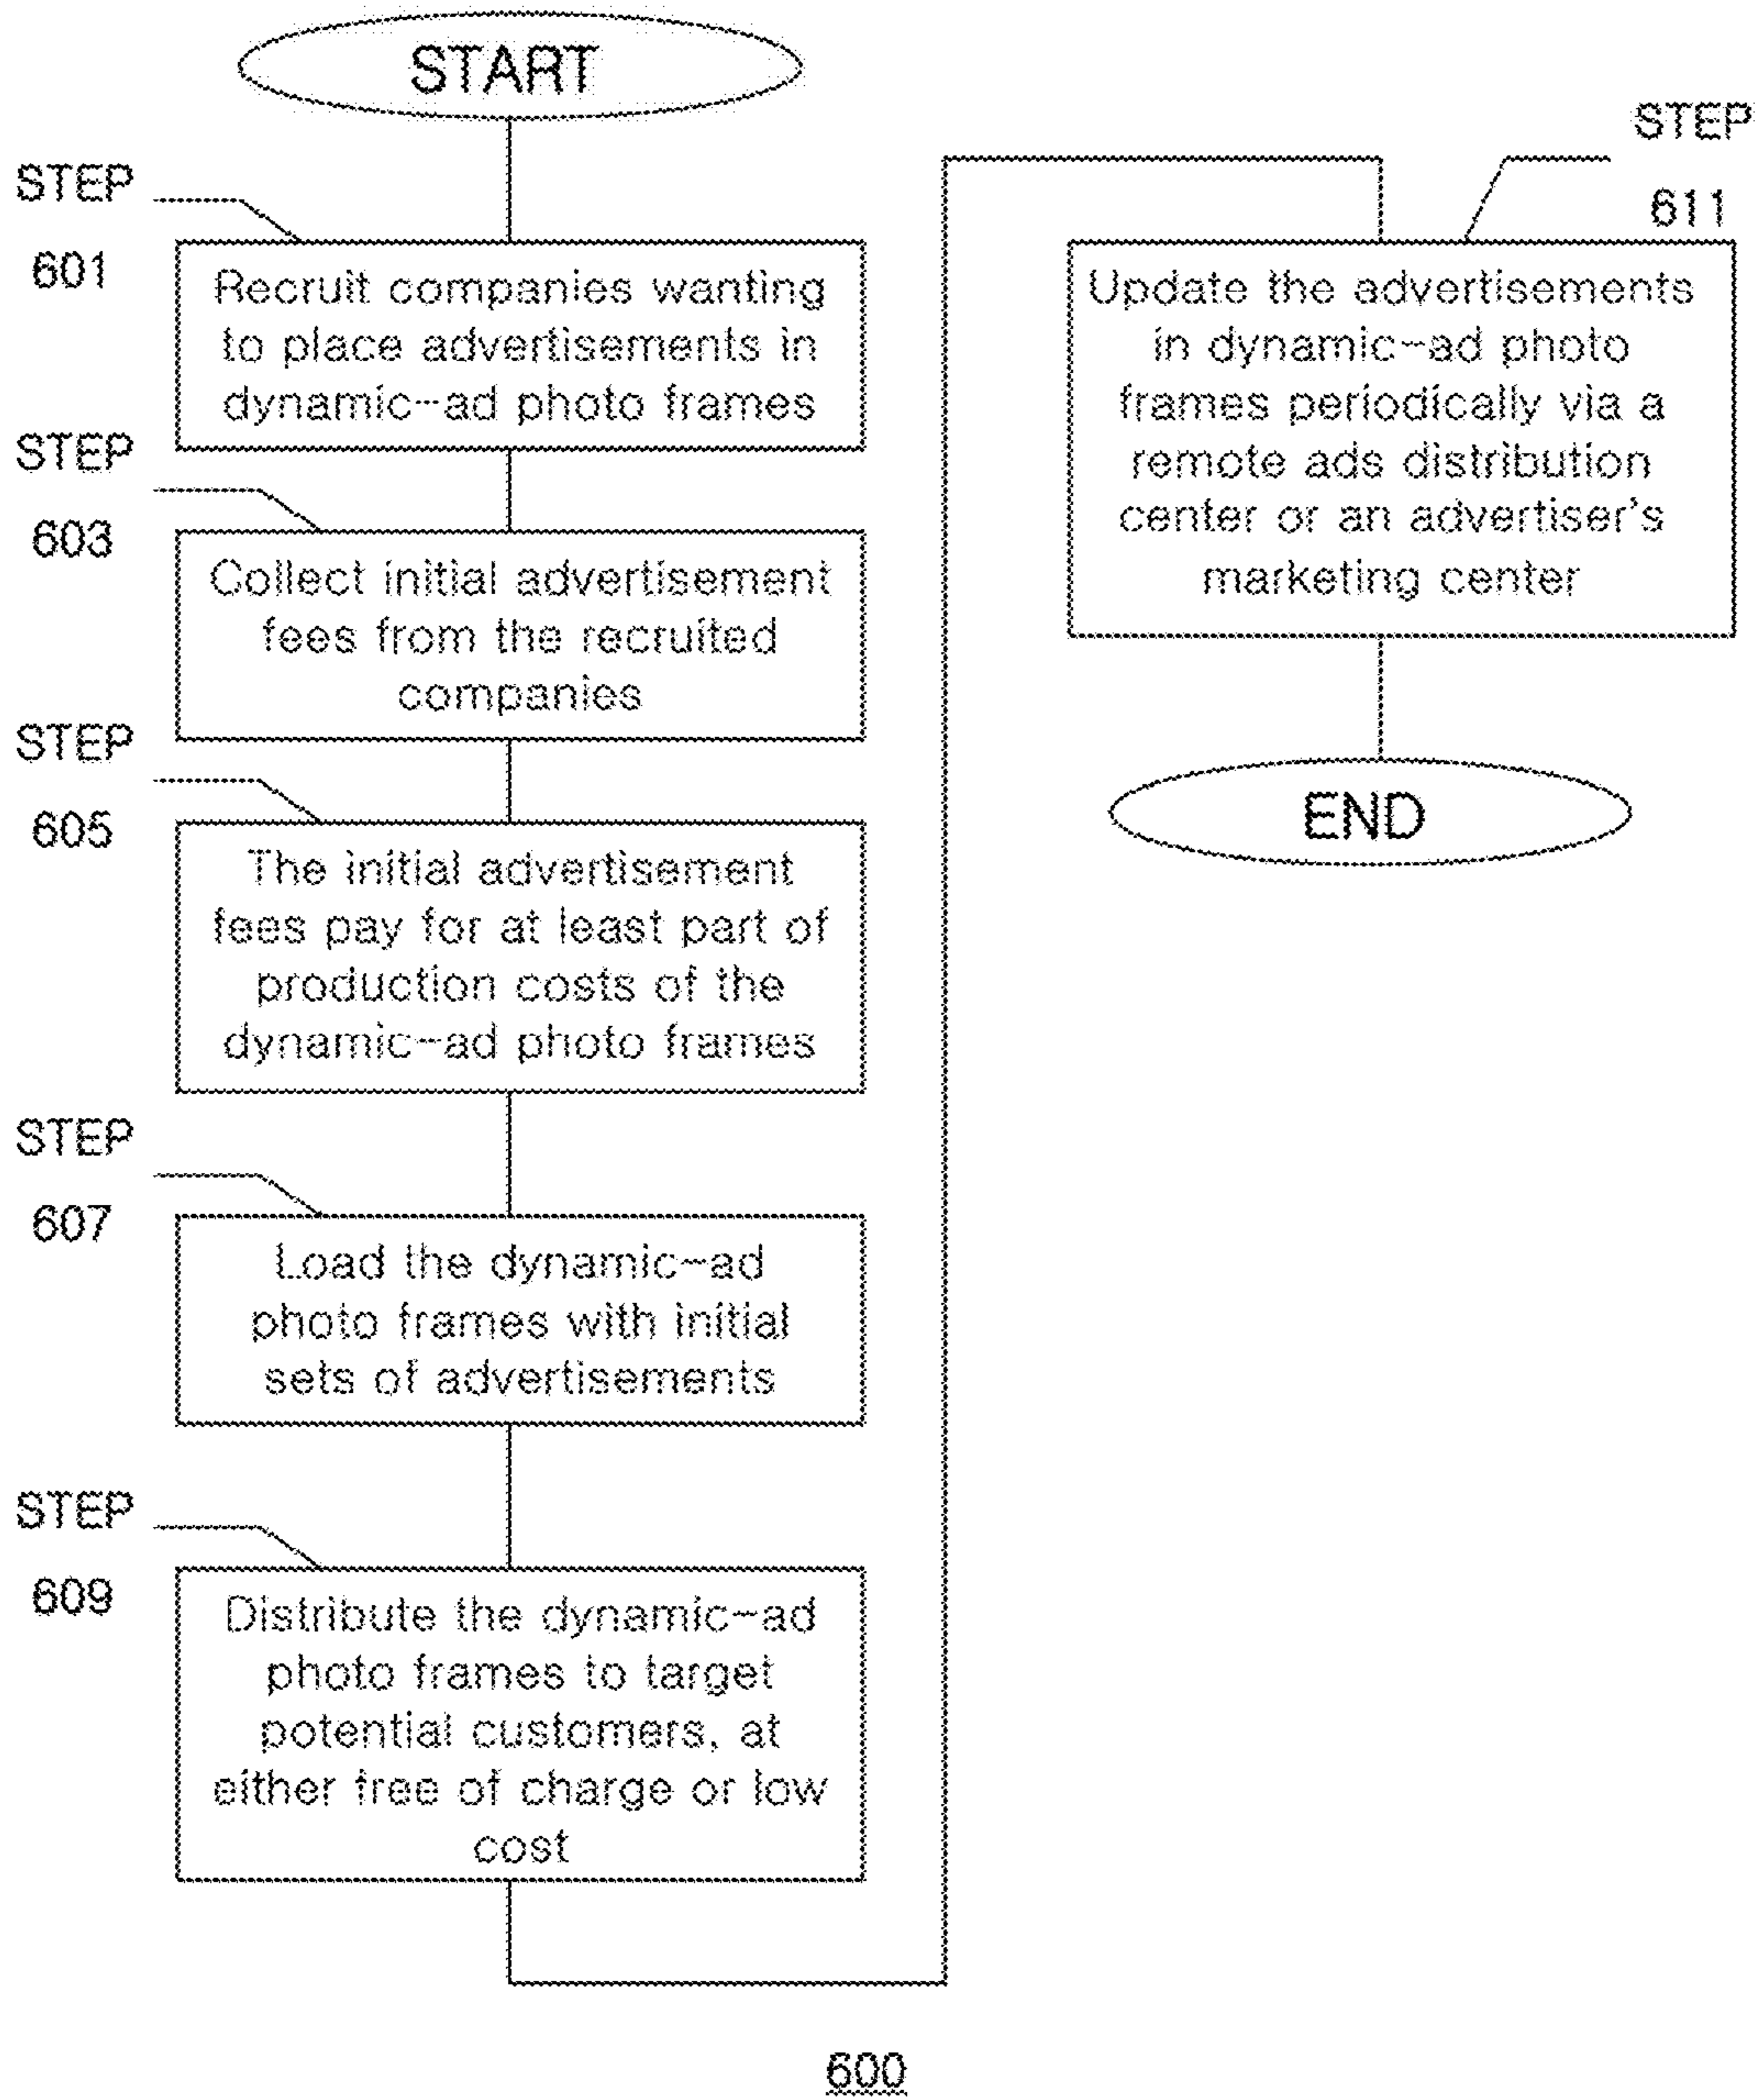 START
STEP
601
Recruit companies wanting
to place advertisements in
dynamic-ad photo frames
STEP
603
Collect initial advertisement
fees from the recruited
companies
STEP
605
The initial advertisement
fees pay for at least part of
production costs of the
dynamic-ad photo frames
STEP
607
Load the dynamic-ad
photo frames with initial
sets of advertisements
STEP
609
Distribute the dynamic-ad
photo frames to target
potential customers, at
either free of charge or low
cost
STEP
611
Update the advertisements
in dynamic-ad photo
frames periodically via a
remote ads distribution
center or an advertiser's
marketing center
END
600